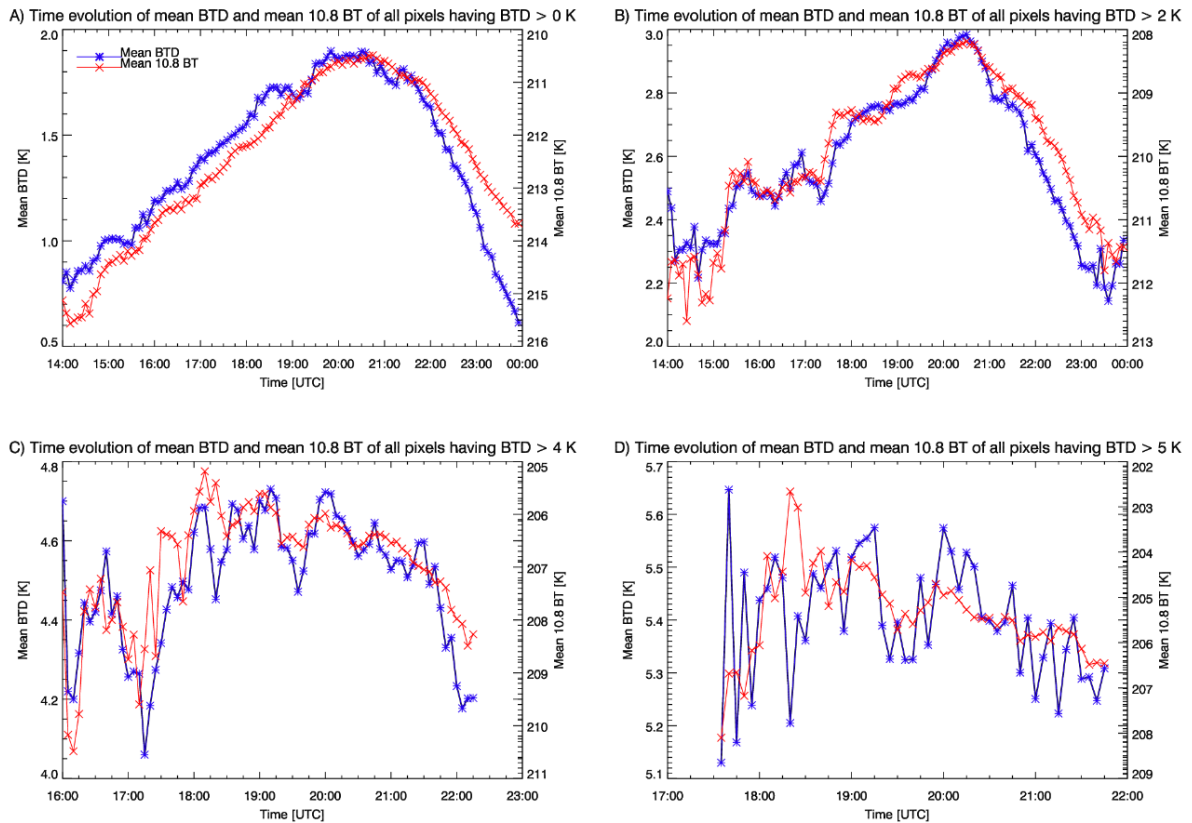 A) Time evolution of mean BTD and mean 10.8 BT of all pixels having BTD > 0 K
2.0
1.5
1.0
0.5
Mean BTD [K]
Mean BTD
Mean 10.8 BT
210
211
212
213
214
215
216
Mean 10.8 BT [K]
14:00 15:00 16:00 17:00 18:00 19:00 20:00 21:00 22:00 23:00 00:00
Time [UTC]
B) Time evolution of mean BTD and mean 10.8 BT of all pixels having BTD > 2 K
3.0
2.8
2.6
2.4
2.2
2.0
Mean BTD [K]
208
209
210
211
212
213
Mean 10.8 BT [K]
14:00 15:00 16:00 17:00 18:00 19:00 20:00 21:00 22:00 23:00 00:00
Time [UTC]
C) Time evolution of mean BTD and mean 10.8 BT of all pixels having BTD > 4 K
4.8
4.6
4.4
4.2
4.0
Mean BTD [K]
205
206
207
208
209
210
211
Mean 10.8 BT [K]
16:00 17:00 18:00 19:00 20:00 21:00 22:00 23:00
Time [UTC]
D) Time evolution of mean BTD and mean 10.8 BT of all pixels having BTD > 5 K
5.7
5.6
5.5
5.4
5.3
5.2
5.1
Mean BTD [K]
202
203
204
205
206
207
208
209
Mean 10.8 BT [K]
17:00 18:00 19:00 20:00 21:00 22:00
Time [UTC]